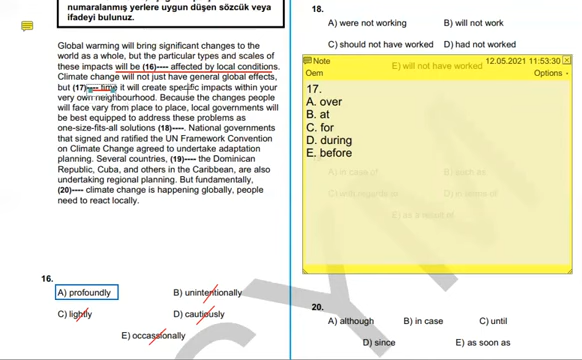 numaralanmış yerlere uygun düşen sözcük veya
ifadeyi bulunuz.
Global warming will bring significant changes to the
world as a whole, but the particular types and scales of
these impacts will be (16)---- affected by local conditions.
Climate change will not just have general global effects,
but (17)---- time it will create specific impacts within your
very own neighbourhood. Because the changes people
will face vary from place to place, local governments will
be best equipped to address these problems as
one-size-fits-all solutions (18)----. National governments
that signed and ratified the UN Framework Convention
on Climate Change agreed to undertake adaptation
planning. Several countries, (19)---- the Dominican
Republic, Cuba, and others in the Caribbean, are also
undertaking regional planning. But fundamentally,
(20)---- climate change is happening globally, people
need to react locally.
16.
A) profoundly B) unintentionally
C) lightly D) cautiously
E) occassionally
18.
A) were not working B) will not work
C) should not have worked D) had not worked
E) will not have worked
Note 12.05.2021 11:53:30
Oem Options
17.
A. over
B. at
C. for
D. during
E. before
A) in case of B) such as
C) with regards to D) in terms of
E) as a result of
20.
A) although B) in case C) until
D) since E) as soon as